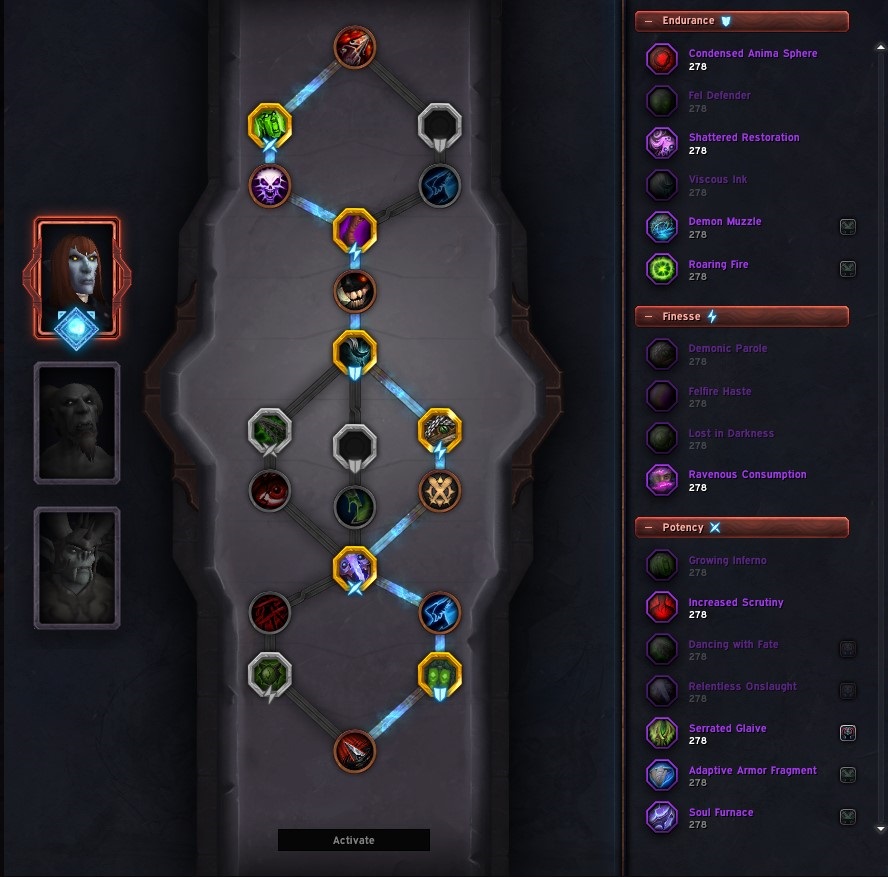 Endurance
Condensed Anima Sphere
278
Fel Defender
278
Shattered Restoration
278
Viscous Ink
278
Demon Muzzle
278
Roaring Fire
278
Finesse
Demonic Parole
278
Felfire Haste
278
Lost in Darkness
278
Ravenous Consumption
278
Potency
Growing Inferno
278
Increased Scrutiny
278
Dancing with Fate
278
Relentless Onslaught
278
Serrated Glaive
278
Adaptive Armor Fragment
278
Soul Furnace
278
Activate